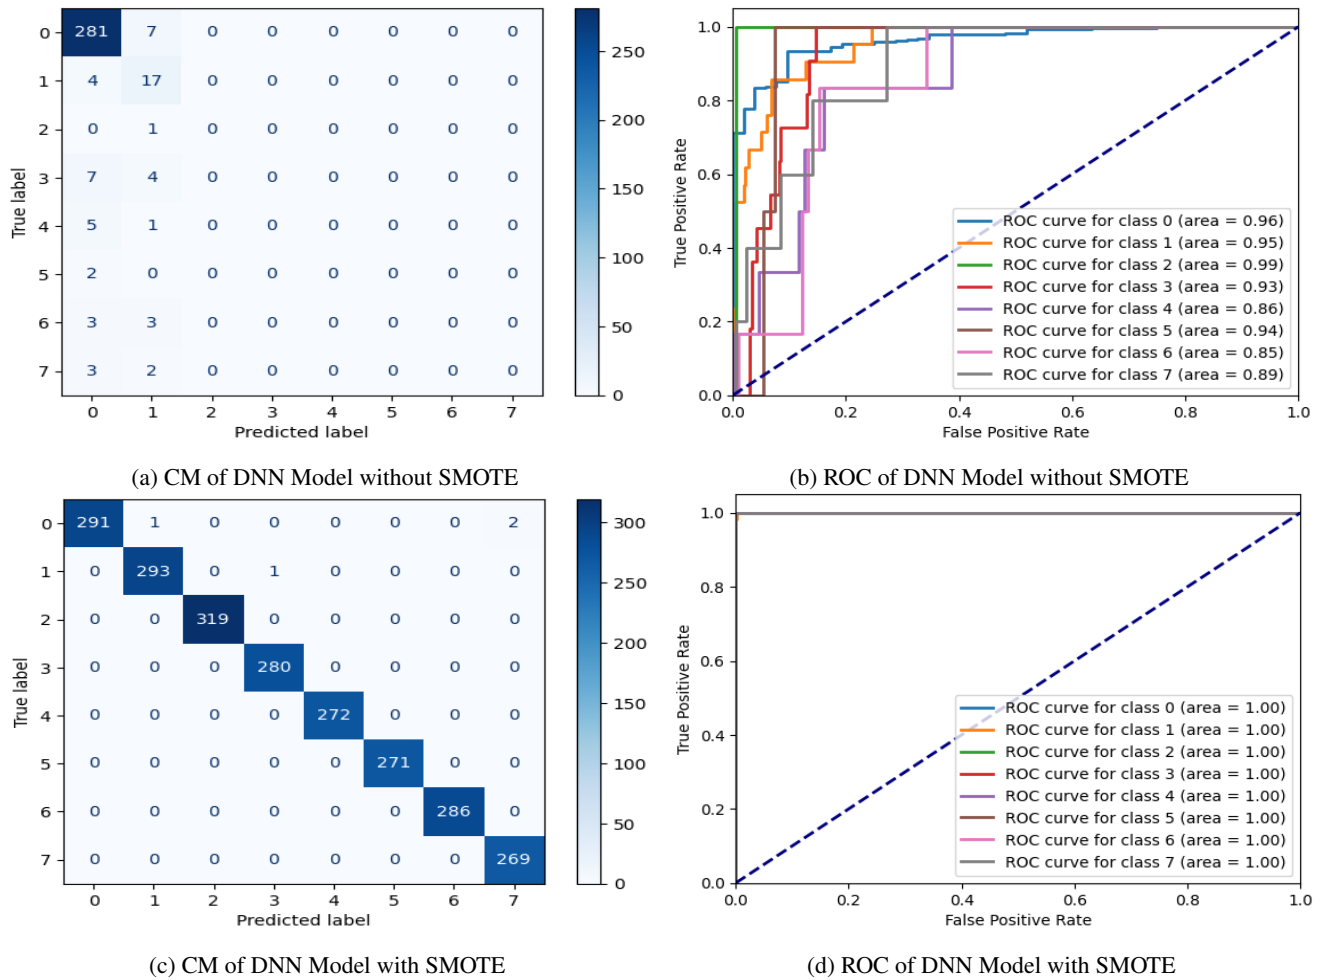 True label
0 281 7 0 0 0 0 0 0
1 4 17 0 0 0 0 0 0
2 0 1 0 0 0 0 0 0
3 7 4 0 0 0 0 0 0
4 5 1 0 0 0 0 0 0
5 2 0 0 0 0 0 0 0
6 3 3 0 0 0 0 0 0
7 3 2 0 0 0 0 0 0
0 1 2 3 4 5 6 7
Predicted label
250
200
150
100
50
0
(a) CM of DNN Model without SMOTE
True Positive Rate
1.0
0.8
0.6
0.4
0.2
0.0
ROC curve for class 0 (area = 0.96)
ROC curve for class 1 (area = 0.95)
ROC curve for class 2 (area = 0.99)
ROC curve for class 3 (area = 0.93)
ROC curve for class 4 (area = 0.86)
ROC curve for class 5 (area = 0.94)
ROC curve for class 6 (area = 0.85)
ROC curve for class 7 (area = 0.89)
0.0 0.2 0.4 0.6 0.8 1.0
False Positive Rate
(b) ROC of DNN Model without SMOTE
True label
0 291 1 0 0 0 0 0 2
1 0 293 0 1 0 0 0 0
2 0 0 319 0 0 0 0 0
3 0 0 0 280 0 0 0 0
4 0 0 0 0 272 0 0 0
5 0 0 0 0 0 271 0 0
6 0 0 0 0 0 0 286 0
7 0 0 0 0 0 0 0 269
0 1 2 3 4 5 6 7
Predicted label
300
250
200
150
100
50
0
(c) CM of DNN Model with SMOTE
True Positive Rate
1.0
0.8
0.6
0.4
0.2
0.0
ROC curve for class 0 (area = 1.00)
ROC curve for class 1 (area = 1.00)
ROC curve for class 2 (area = 1.00)
ROC curve for class 3 (area = 1.00)
ROC curve for class 4 (area = 1.00)
ROC curve for class 5 (area = 1.00)
ROC curve for class 6 (area = 1.00)
ROC curve for class 7 (area = 1.00)
0.0 0.2 0.4 0.6 0.8 1.0
False Positive Rate
(d) ROC of DNN Model with SMOTE